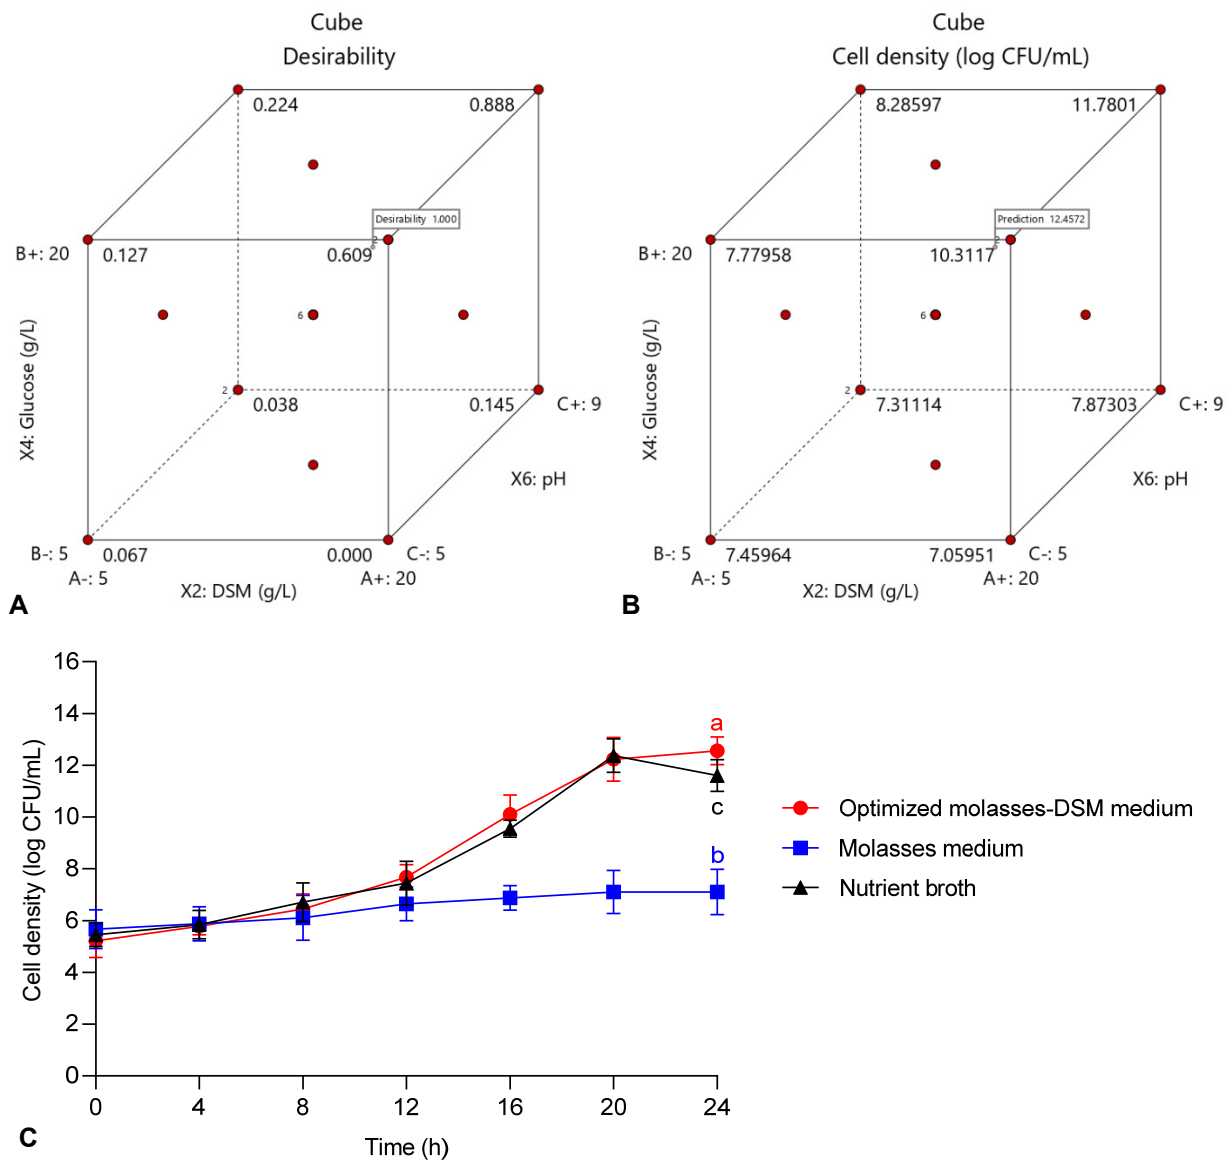 Cube
Desirability
0.224
0.888
Desirability 1.000
2
B+: 20
0.127
0.609
6
X4: Glucose (g/L)
2
0.038
0.145
C+: 9
X6: pH
B-: 5
0.067
0.000
C-: 5
A-: 5
X2: DSM (g/L)
A+: 20
A
Cube
Cell density (log CFU/mL)
8.28597
11.7801
Prediction 12.4572
2
B+: 20
7.77958
10.3117
6
X4: Glucose (g/L)
2
7.31114
7.87303
C+: 9
X6: pH
B-: 5
7.45964
7.05951
C-: 5
A-: 5
X2: DSM (g/L)
A+: 20
B
16
14
12
10
8
6
4
2
0
Cell density (log CFU/mL)
a
c
b
Optimized molasses-DSM medium
Molasses medium
Nutrient broth
0 4 8 12 16 20 24
Time (h)
C